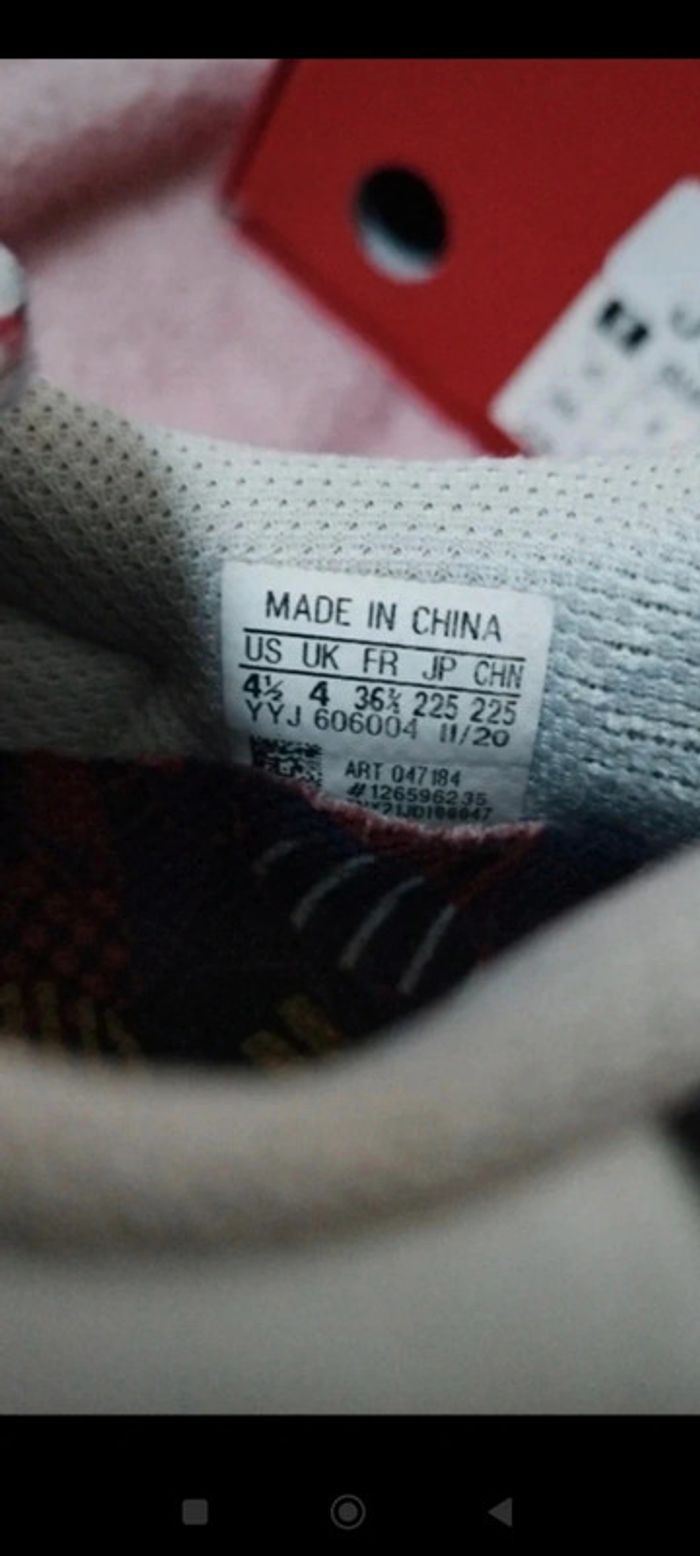 MADE IN CHINA
US UK FR JP CHN
4½ 4 36⅔ 225 225
YYJ 606004 11/20
ART 047184
#126596235